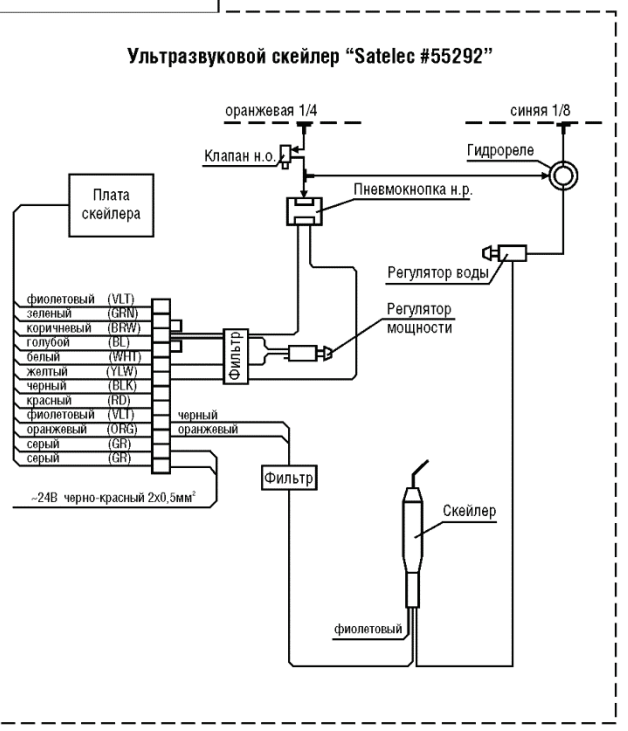 Ультразвуковой скейлер “Satelec #55292”
оранжевая 1/4
синяя 1/8
Клапан н.о.
Гидрореле
Пневмокнопка н.р.
Плата
скейлера
Регулятор воды
Регулятор
мощности
фиолетовый (VLT)
зеленый (GRN)
коричневый (BRW)
голубой (BL)
белый (WHT)
желтый (YLW)
черный (BLK)
красный (RD)
фиолетовый (VLT)
оранжевый (ORG)
серый (GR)
серый (GR)
Фильтр
черный
оранжевый
Фильтр
~24В черно-красный 2х0,5мм²
Скейлер
фиолетовый